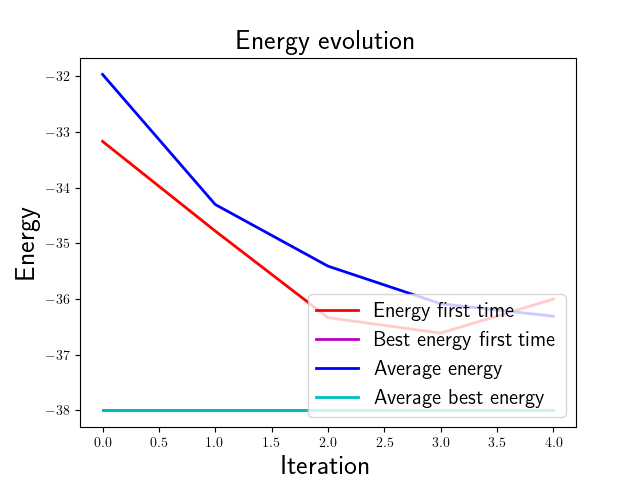 Energy evolution
Energy
−32
−33
−34
−35
−36
−37
−38
Energy first time
Best energy first time
Average energy
Average best energy
0.0 0.5 1.0 1.5 2.0 2.5 3.0 3.5 4.0
Iteration